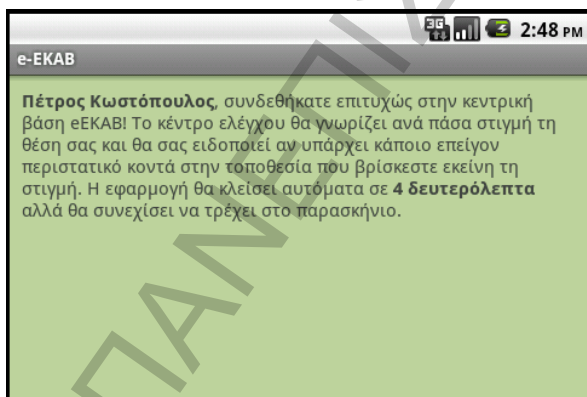 3G 2:48 PM
e-EKAB
Πέτρος Κωστόπουλος, συνδεθήκατε επιτυχώς στην κεντρική
βάση eEKAB! Το κέντρο ελέγχου θα γνωρίζει ανά πάσα στιγμή τη
θέση σας και θα σας ειδοποιεί αν υπάρχει κάποιο επείγον
περιστατικό κοντά στην τοποθεσία που βρίσκεστε εκείνη τη
στιγμή. Η εφαρμογή θα κλείσει αυτόματα σε 4 δευτερόλεπτα
αλλά θα συνεχίσει να τρέχει στο παρασκήνιο.
ΠΑΝΕΠΙΣ